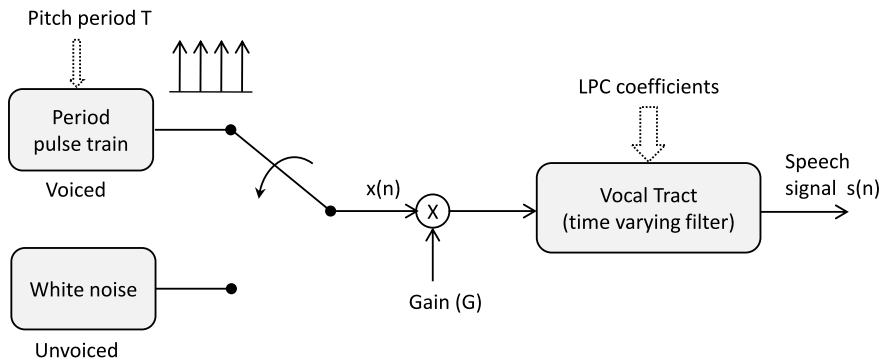 Pitch period T
Period
pulse train
Voiced
White noise
Unvoiced
x(n)
X
Gain (G)
LPC coefficients
Vocal Tract
(time varying filter)
Speech
signal s(n)